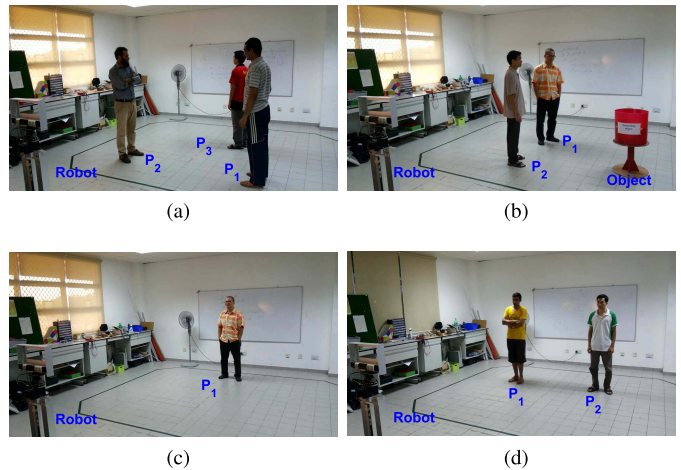 Robot P₂ P₃ P₁
(a)
Robot P₂ P₁ Object
(b)
Robot P₁
(c)
Robot P₁ P₂
(d)